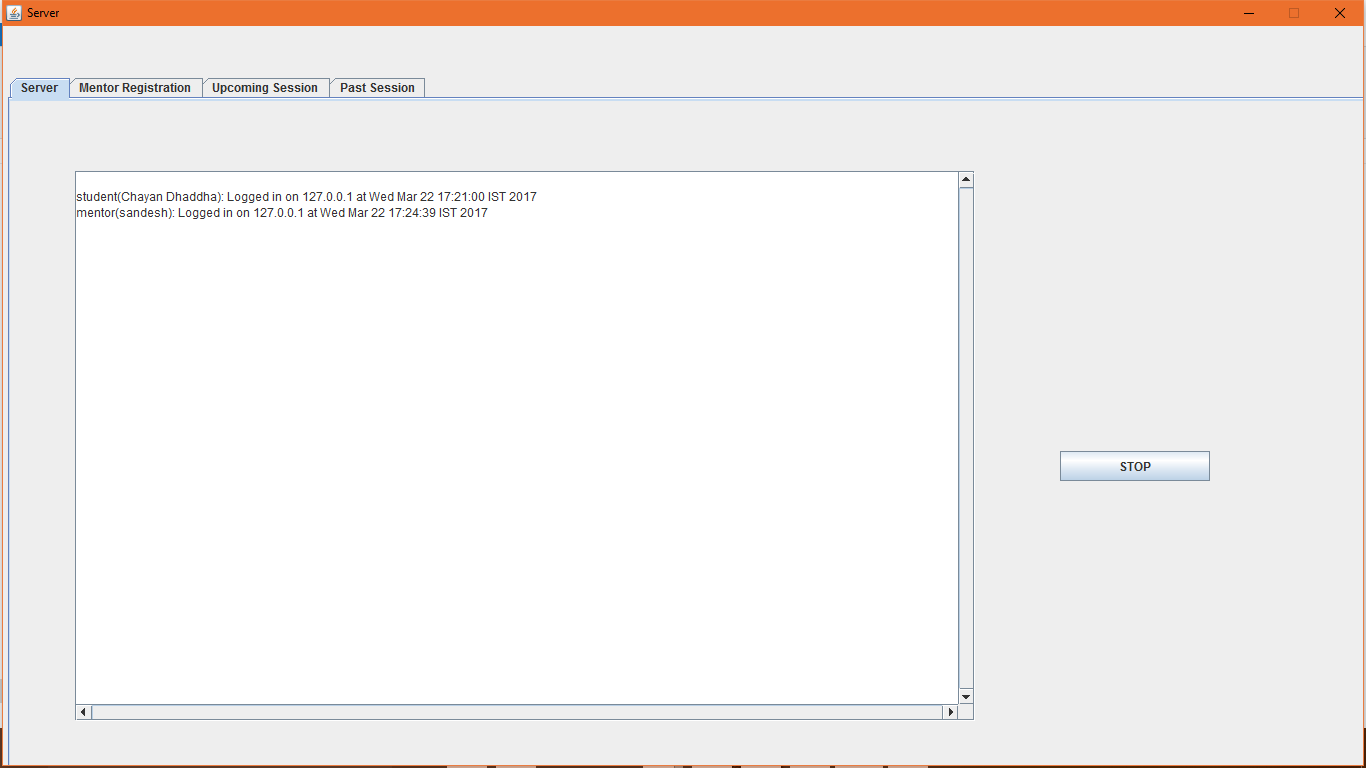 Server
Server Mentor Registration Upcoming Session Past Session
student(Chayan Dhaddha): Logged in on 127.0.0.1 at Wed Mar 22 17:21:00 IST 2017
mentor(sandesh): Logged in on 127.0.0.1 at Wed Mar 22 17:24:39 IST 2017
STOP